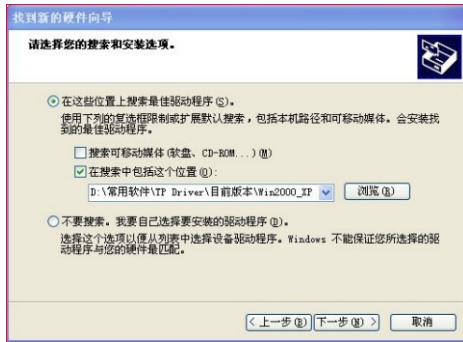 找到新的硬件向导
请选择您的搜索和安装选项。
在这些位置上搜索最佳驱动程序(S)。
使用下列的复选框限制或扩展默认搜索，包括本机路径和可移动媒体。会安装找
到的最佳驱动程序。
搜索可移动媒体(软盘、CD-ROM...)(M)
在搜索中包括这个位置(O):
D:\常用软件\TP Driver\目前版本\Win2000_XP
浏览(R)
不要搜索。我要自己选择要安装的驱动程序(D)。
选择这个选项以便从列表中选择设备驱动程序。Windows 不能保证您所选择的驱
动程序与您的硬件最匹配。
< 上一步(B) 下一步(N) > 取消